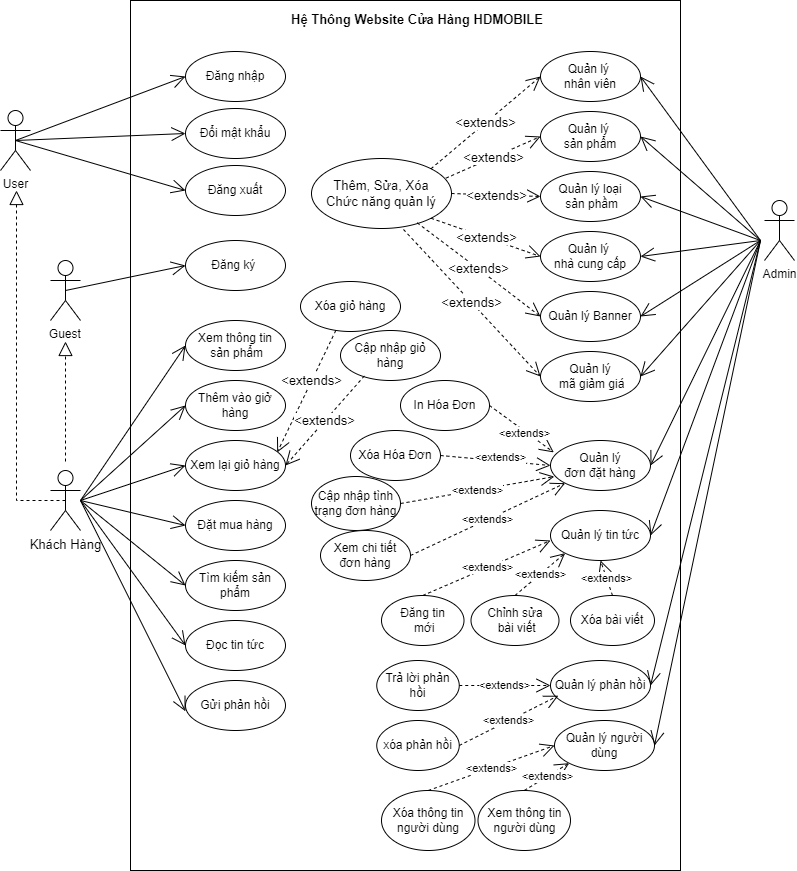 Hệ Thông Website Cửa Hàng HDMOBILE
Đăng nhập
Đổi mật khẩu
Đăng xuất
User
Đăng ký
Guest
Xem thông tin
sản phẩm
Thêm vào giở
hàng
Xem lại giỏ hàng
Đặt mua hàng
Khách Hàng
Tìm kiếm sản
phẩm
Đọc tin tức
Gửi phản hồi
Xóa giỏ hàng
<extends>
Cập nhập giỏ
hàng
<extends>
Thêm, Sửa, Xóa
Chức năng quản lý
<extends>
<extends>
<extends>
<extends>
<extends>
<extends>
Quản lý
nhân viên
Quản lý
sản phẩm
Quản lý loại
sản phầm
Quản lý
nhà cung cấp
Quản lý Banner
Quản lý
mã giảm giá
Admin
In Hóa Đơn
<extends>
Xóa Hóa Đơn
<extends>
Cập nhập tình
trạng đơn hàng
<extends>
Xem chi tiết
đơn hàng
<extends>
Quản lý
đơn đặt hàng
Quản lý tin tức
<extends>
<extends>
<extends>
Đăng tin
mới
Chỉnh sửa
bài viết
Xóa bài viết
Trả lời phản
hồi
<extends>
Quản lý phản hồi
xóa phản hồi
<extends>
Quản lý người
dùng
<extends>
<extends>
Xóa thông tin
người dùng
Xem thông tin
người dùng